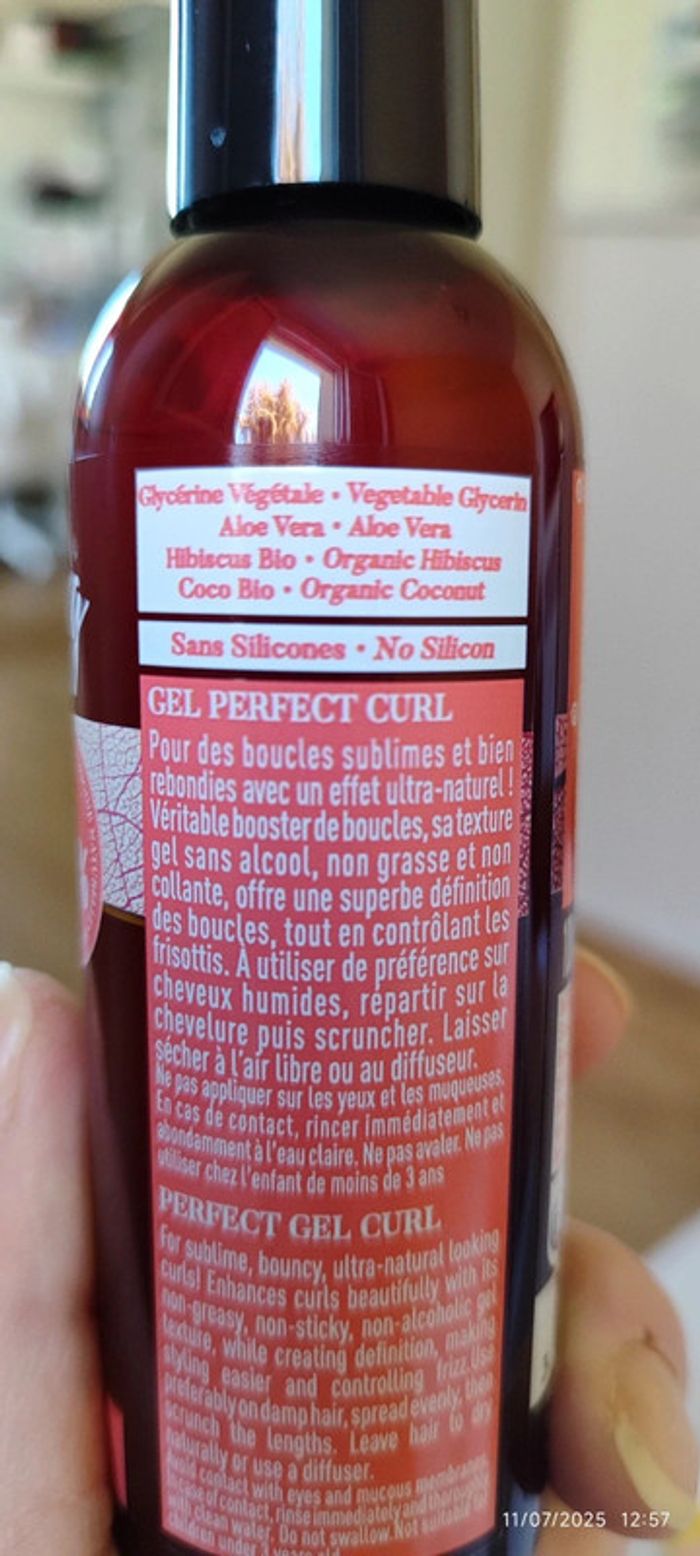 Glycérine Végétale • Vegetable Glycerin
Aloe Vera • Aloe Vera
Hibiscus Bio • Organic Hibiscus
Coco Bio • Organic Coconut
Sans Silicones • No Silicon
GEL PERFECT CURL
Pour des boucles sublimes et bien
rebondies avec un effet ultra-naturel !
Véritable booster de boucles, sa texture
gel sans alcool, non grasse et non
collante, offre une superbe définition
des boucles, tout en contrôlant les
frisottis. À utiliser de préférence sur
cheveux humides, répartir sur la
chevelure puis scruncher. Laisser
sécher à l'air libre ou au diffuseur.
Ne pas appliquer sur les yeux et les muqueuses.
En cas de contact, rincer immédiatement et
abondamment à l'eau claire. Ne pas avaler. Ne pas
utiliser chez l'enfant de moins de 3 ans
PERFECT GEL CURL
For sublime, bouncy, ultra-natural looking
curls! Enhances curls beautifully with its
non-greasy, non-sticky, non-alcoholic gel
texture, while creating definition, making
styling easier and controlling frizz. Use
preferably on damp hair, spread evenly, then
scrunch the lengths. Leave hair to dry
naturally or use a diffuser.
Avoid contact with eyes and mucous membranes.
In case of contact, rinse immediately and thoroughly
with clean water. Do not swallow. Not suitable for
children under 3 years old
11/07/2025 12:57